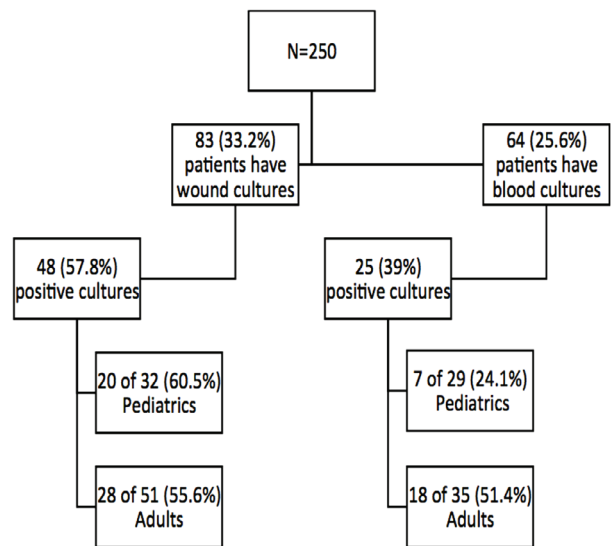 N=250
83 (33.2%)
patients have
wound cultures
64 (25.6%)
patients have
blood cultures
48 (57.8%)
positive cultures
25 (39%)
positive cultures
20 of 32 (60.5%)
Pediatrics
7 of 29 (24.1%)
Pediatrics
28 of 51 (55.6%)
Adults
18 of 35 (51.4%)
Adults